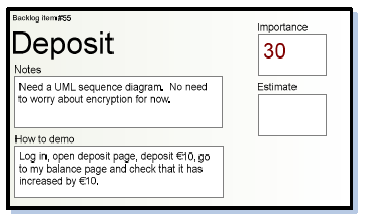 Backlog item #55
Deposit
Importance
30
Notes
Need a UML sequence diagram. No need
to worry about encryption for now.
Estimate
How to demo
Log in, open deposit page, deposit €10, go
to my balance page and check that it has
increased by €10.